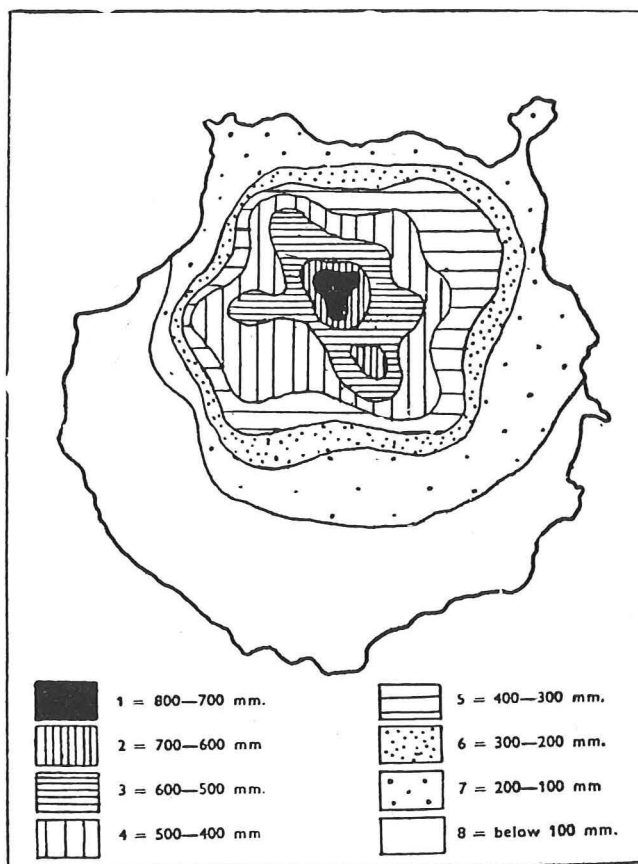 1 = 800—700 mm.
2 = 700—600 mm
3 = 600—500 mm.
4 = 500—400 mm
5 = 400—300 mm.
6 = 300—200 mm.
7 = 200—100 mm
8 = below 100 mm.